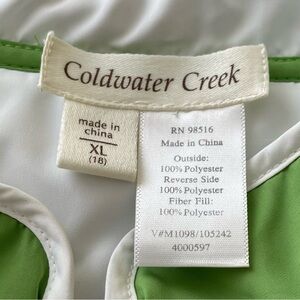 Coldwater Creek
made in
china
XL
(18)
RN 98516
Made in China
Outside:
100% Polyester
Reverse Side
100% Polyester
Fiber Fill:
100% Polyester
V#M1098/105242
4000597